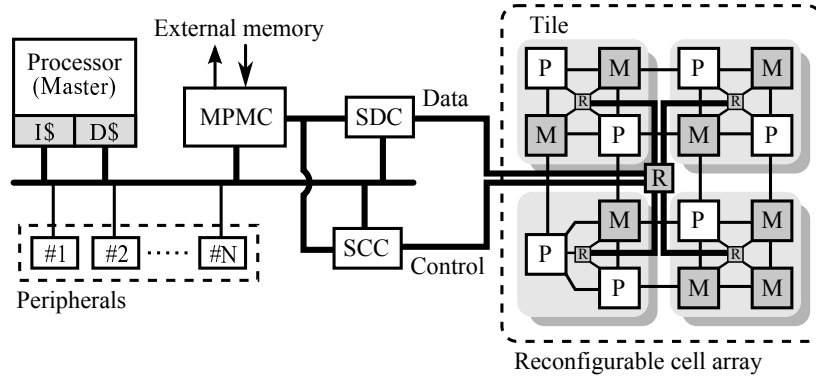 External memory
Processor
(Master)
I$ D$
MPMC
SDC
Data
SCC
Control
#1 #2 ...... #N
Peripherals
Tile
P M P M
R R
M P M P
R
M P M
P R R
P M M
Reconfigurable cell array